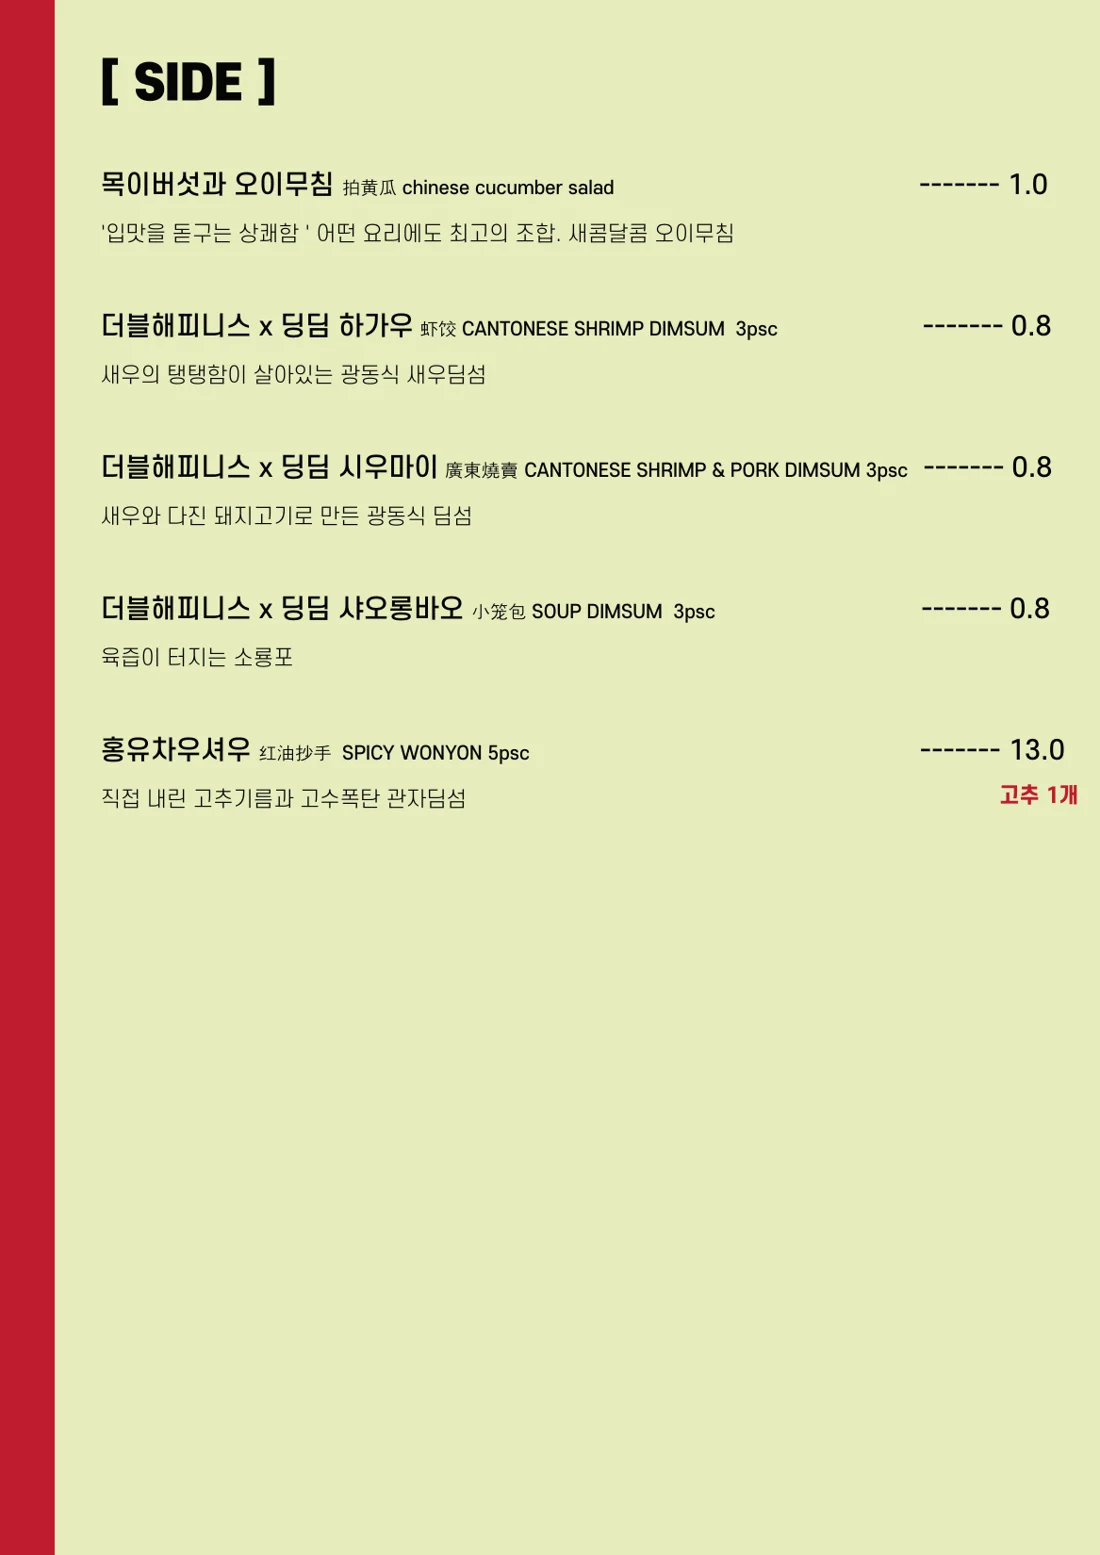 [ SIDE ]
목이버섯과 오이무침 拍黄瓜 chinese cucumber salad ------- 1.0
'입맛을 돋구는 상쾌함 ' 어떤 요리에도 최고의 조합. 새콤달콤 오이무침
더블해피니스 x 딩딤 하가우 虾饺 CANTONESE SHRIMP DIMSUM 3psc ------- 0.8
새우의 탱탱함이 살아있는 광동식 새우딤섬
더블해피니스 x 딩딤 시우마이 廣東燒賣 CANTONESE SHRIMP & PORK DIMSUM 3psc ------- 0.8
새우와 다진 돼지고기로 만든 광동식 딤섬
더블해피니스 x 딩딤 샤오롱바오 小笼包 SOUP DIMSUM 3psc ------- 0.8
육즙이 터지는 소룡포
홍유차우셔우 红油抄手 SPICY WONYON 5psc ------- 13.0
직접 내린 고추기름과 고수폭탄 관자딤섬
고추 1개